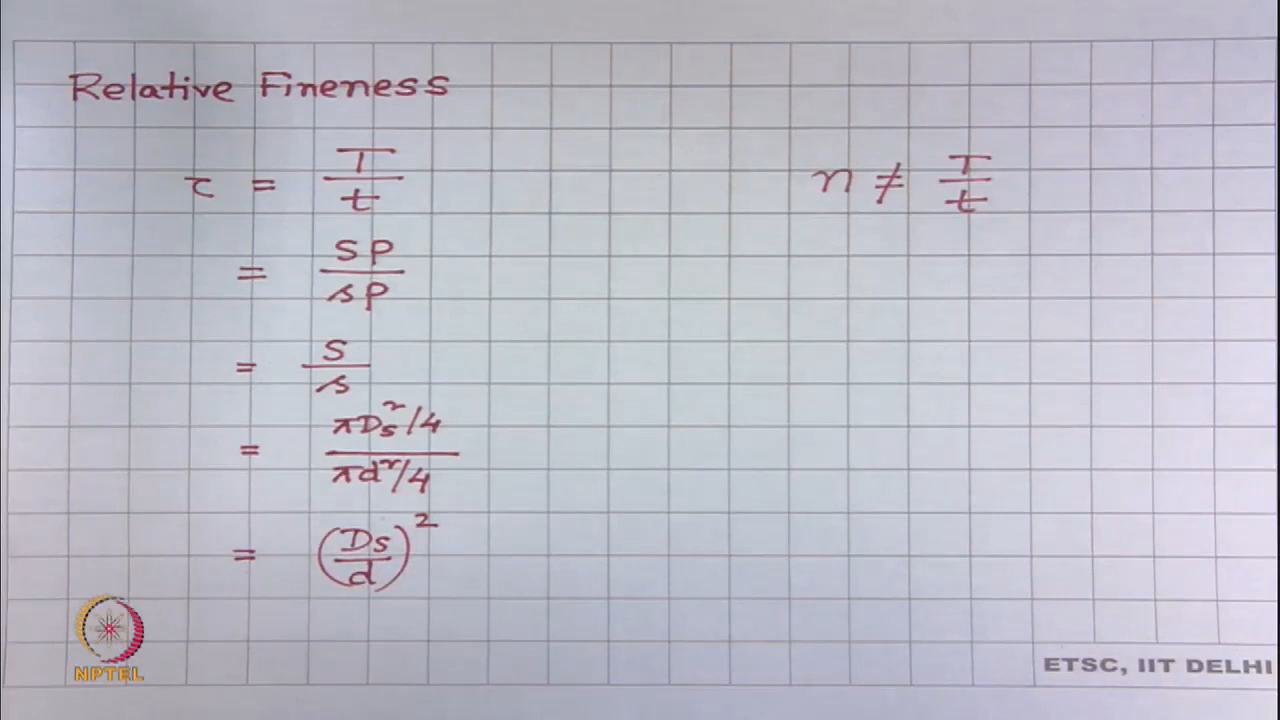 Relative Fineness
τ = T/t
n ≠ T/t
= SP/sP
= S/s
= (πDs²/4)/(πd²/4)
= (Ds/d)²
NPTEL
ETSC, IIT DELHI